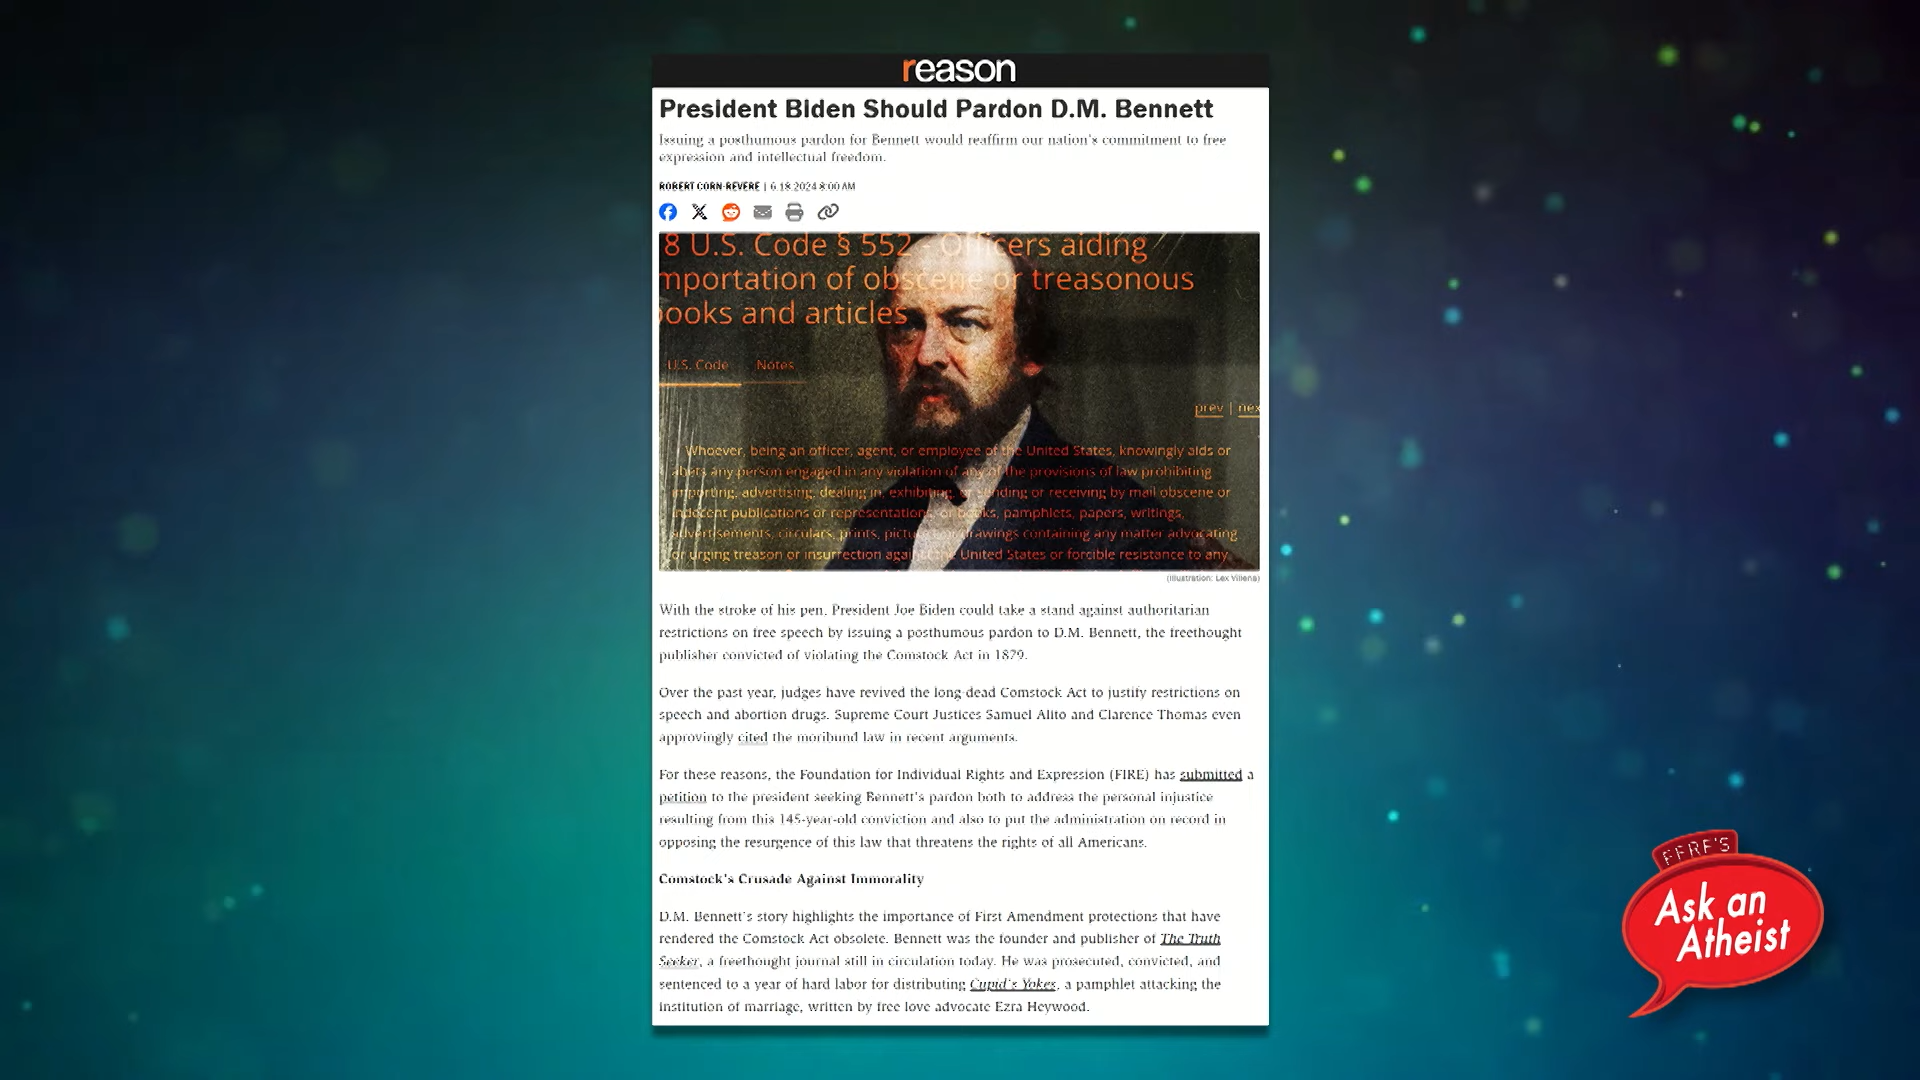 reason
President Biden Should Pardon D.M. Bennett
Issuing a posthumous pardon for Bennett would reaffirm our nation's commitment to free
expression and intellectual freedom.
ROBERT CORN-REVERE | 6.18.2024 8:00 AM
8 U.S. Code § 552 - Officers aiding
mportation of obscene or treasonous
ooks and articles
U.S. Code Notes
prev | nex
Whoever, being an officer, agent, or employee of the United States, knowingly aids or
abets any person engaged in any violation of any of the provisions of law prohibiting
importing, advertising, dealing in, exhibiting, or sending or receiving by mail obscene or
indecent publications or representations, or books, pamphlets, papers, writings,
advertisements, circulars, prints, pictures, or drawings containing any matter advocating
or urging treason or insurrection against the United States or forcible resistance to any
(Illustration: Lex Villena)
With the stroke of his pen, President Joe Biden could take a stand against authoritarian
restrictions on free speech by issuing a posthumous pardon to D.M. Bennett, the freethought
publisher convicted of violating the Comstock Act in 1879.
Over the past year, judges have revived the long-dead Comstock Act to justify restrictions on
speech and abortion drugs. Supreme Court Justices Samuel Alito and Clarence Thomas even
approvingly cited the moribund law in recent arguments.
For these reasons, the Foundation for Individual Rights and Expression (FIRE) has submitted a
petition to the president seeking Bennett's pardon both to address the personal injustice
resulting from this 145-year-old conviction and also to put the administration on record in
opposing the resurgence of this law that threatens the rights of all Americans.
Comstock's Crusade Against Immorality
D.M. Bennett's story highlights the importance of First Amendment protections that have
rendered the Comstock Act obsolete. Bennett was the founder and publisher of The Truth
Seeker, a freethought journal still in circulation today. He was prosecuted, convicted, and
sentenced to a year of hard labor for distributing Cupid's Yokes, a pamphlet attacking the
institution of marriage, written by free love advocate Ezra Heywood.
FFRF'S
Ask an
Atheist